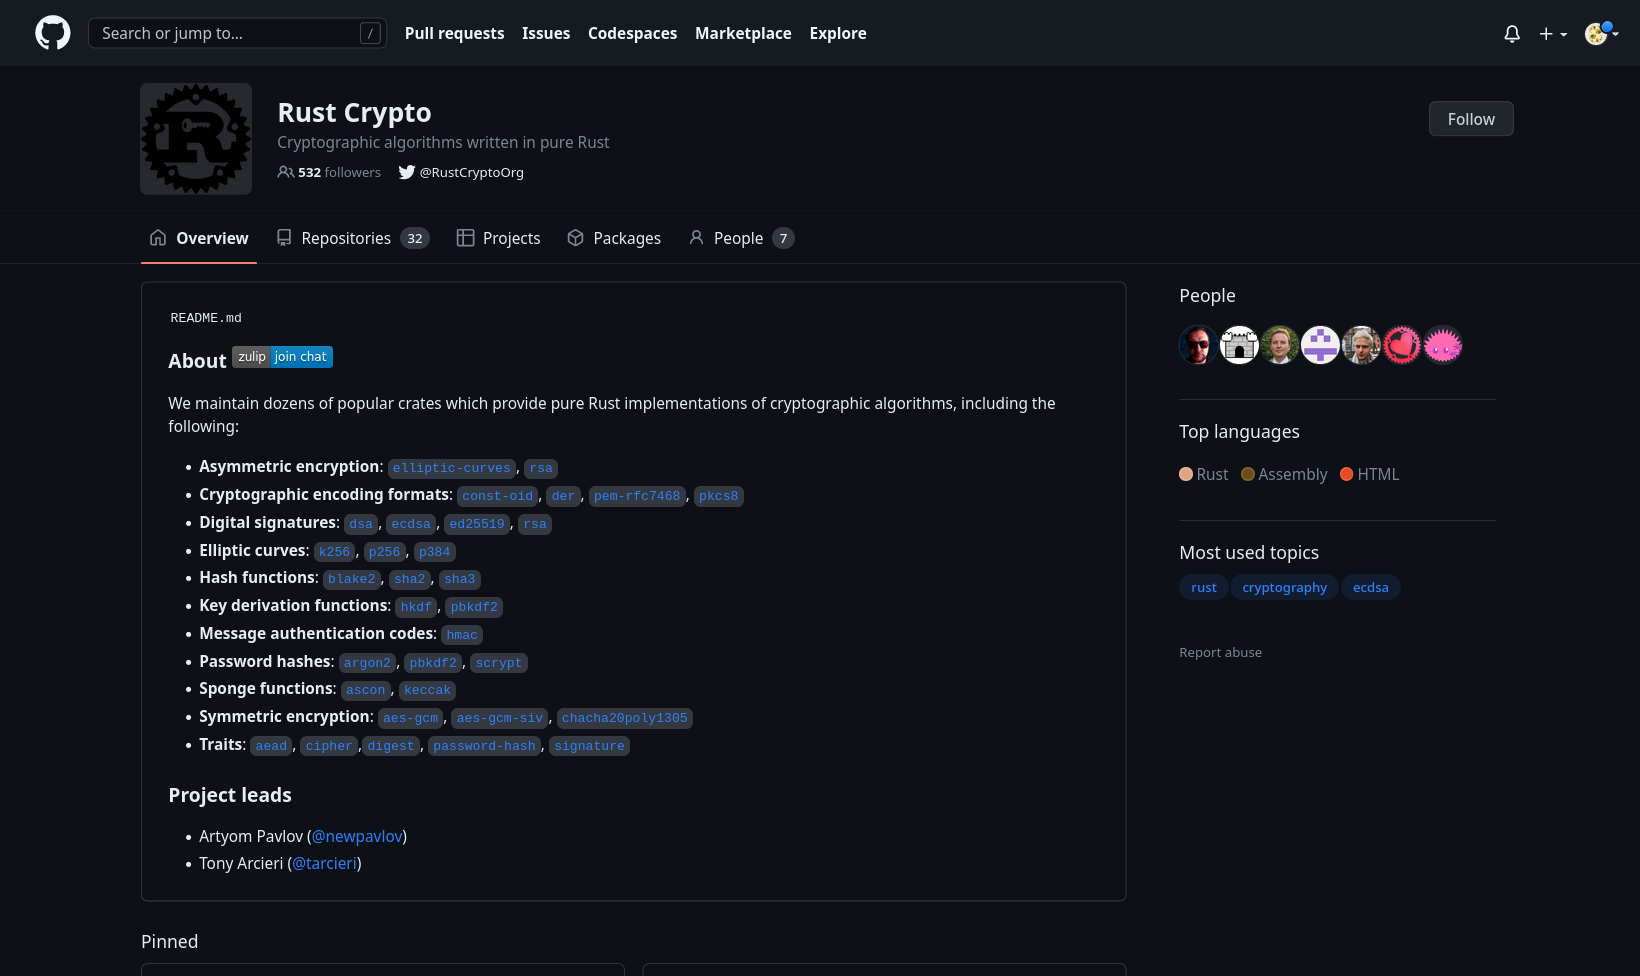 Search or jump to...
/
Pull requests
Issues
Codespaces
Marketplace
Explore
Rust Crypto
Cryptographic algorithms written in pure Rust
532 followers
@RustCryptoOrg
Follow
Overview
Repositories 32
Projects
Packages
People 7
README.md
About zulip join chat
We maintain dozens of popular crates which provide pure Rust implementations of cryptographic algorithms, including the
following:
• Asymmetric encryption: elliptic-curves, rsa
• Cryptographic encoding formats: const-oid, der, pem-rfc7468, pkcs8
• Digital signatures: dsa, ecdsa, ed25519, rsa
• Elliptic curves: k256, p256, p384
• Hash functions: blake2, sha2, sha3
• Key derivation functions: hkdf, pbkdf2
• Message authentication codes: hmac
• Password hashes: argon2, pbkdf2, scrypt
• Sponge functions: ascon, keccak
• Symmetric encryption: aes-gcm, aes-gcm-siv, chacha20poly1305
• Traits: aead, cipher,digest, password-hash, signature
Project leads
• Artyom Pavlov (@newpavlov)
• Tony Arcieri (@tarcieri)
Pinned
People
Top languages
Rust
Assembly
HTML
Most used topics
rust
cryptography
ecdsa
Report abuse